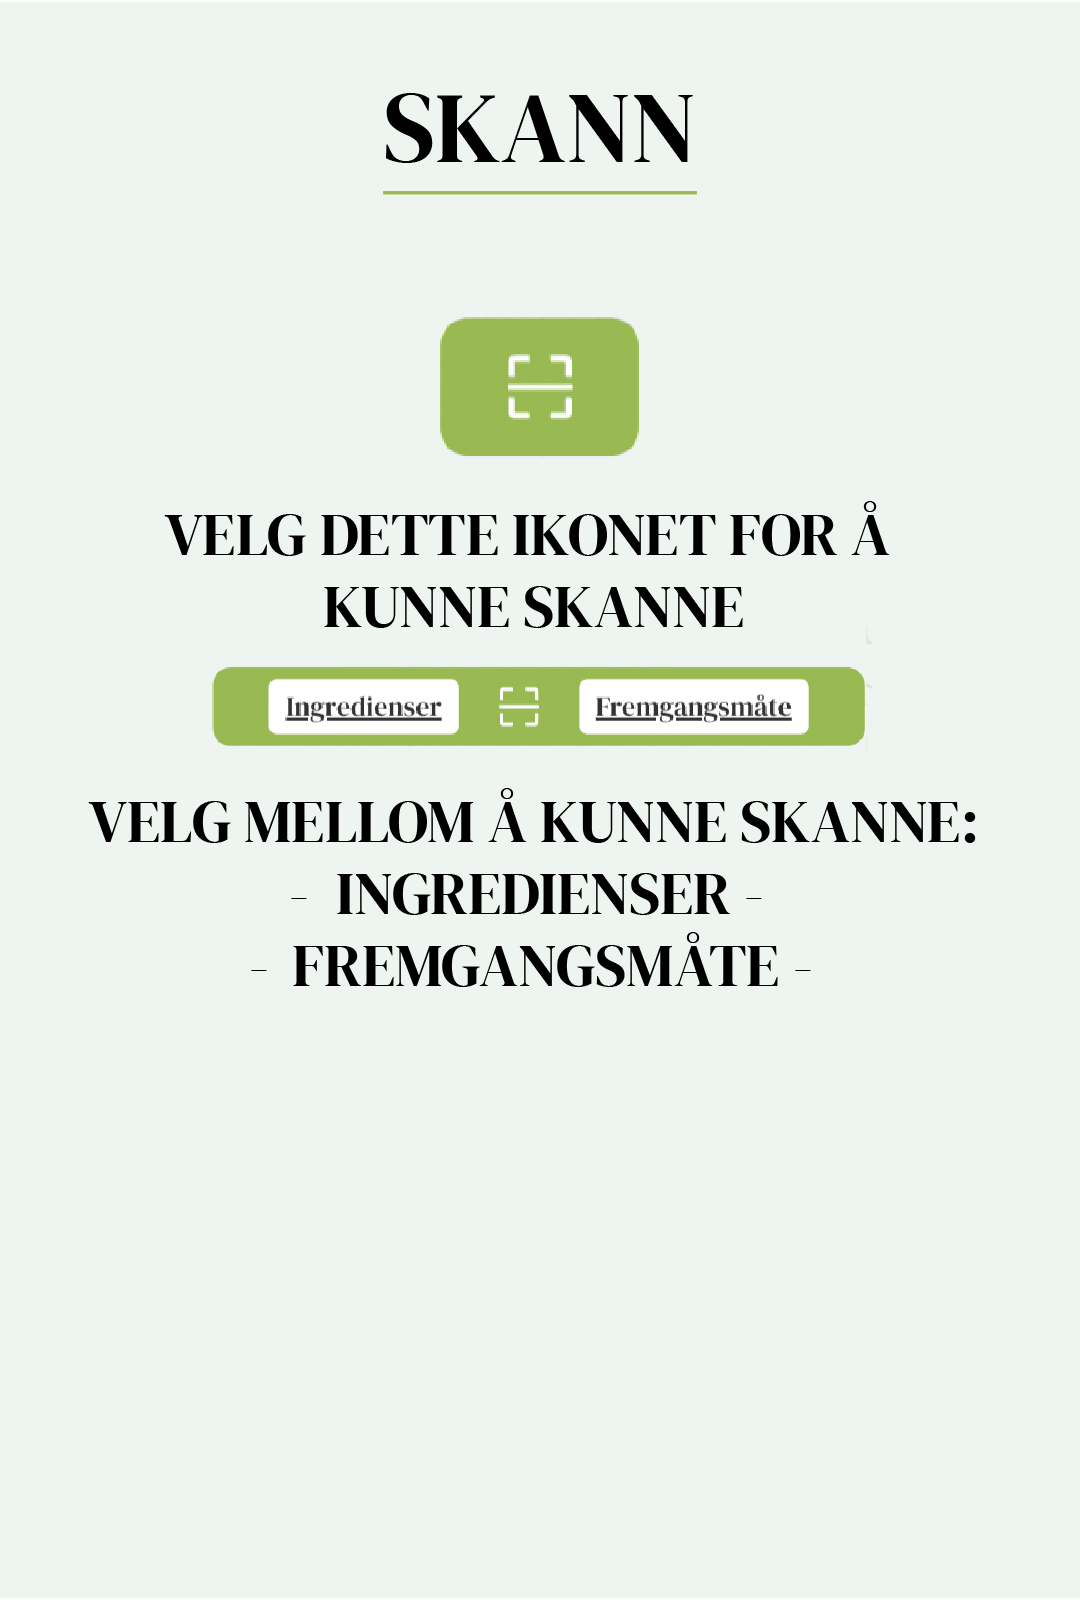 SKANN
VELG DETTE IKONET FOR Å
KUNNE SKANNE
Ingredienser Fremgangsmåte
VELG MELLOM Å KUNNE SKANNE:
- INGREDIENSER -
- FREMGANGSMÅTE -